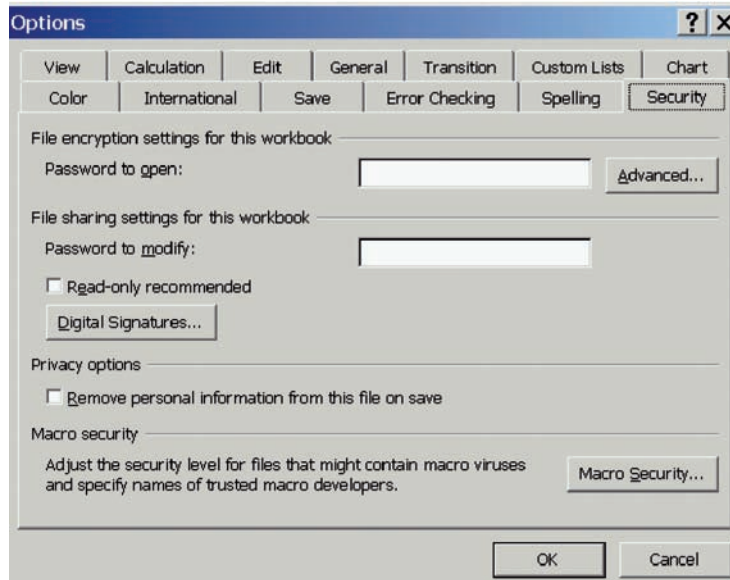 Options
View Calculation Edit General Transition Custom Lists Chart
Color International Save Error Checking Spelling Security
File encryption settings for this workbook
Password to open:
Advanced...
File sharing settings for this workbook
Password to modify:
Read-only recommended
Digital Signatures...
Privacy options
Remove personal information from this file on save
Macro security
Adjust the security level for files that might contain macro viruses
and specify names of trusted macro developers.
Macro Security...
OK Cancel